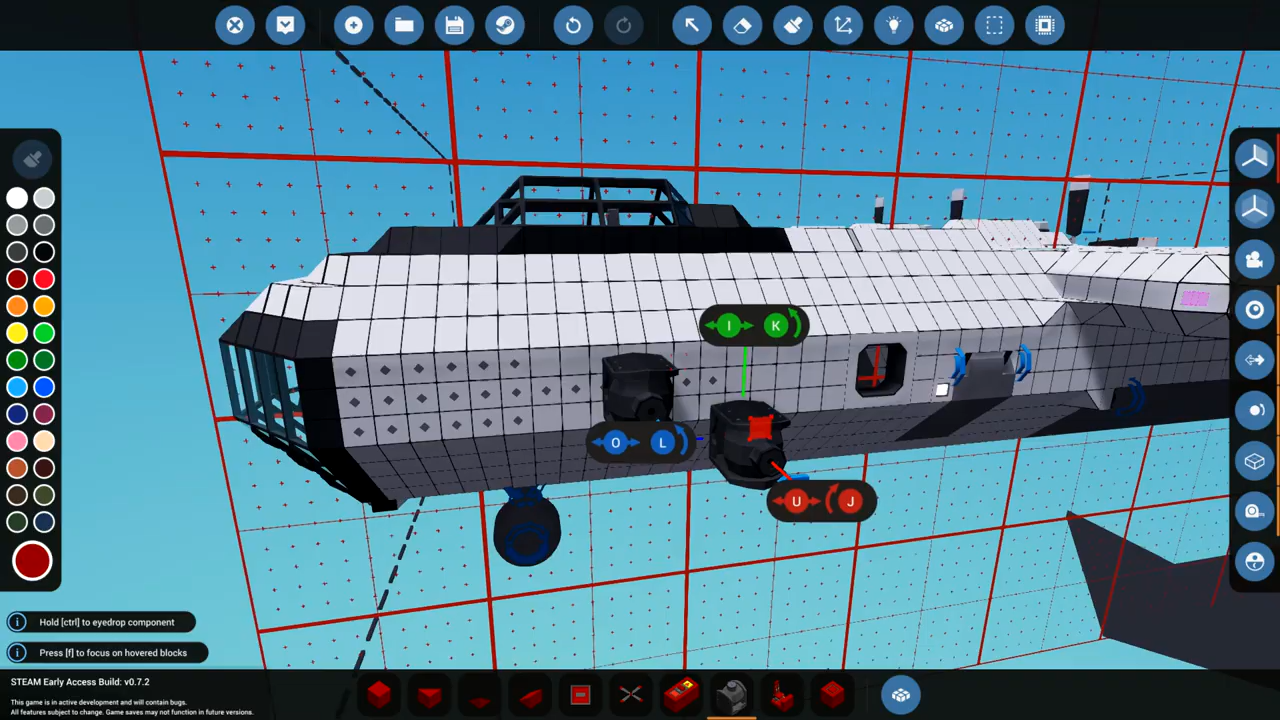 I K
O L
U J
Hold [ctrl] to eyedrop component
Press [f] to focus on hovered blocks
STEAM Early Access Build: v0.7.2
This game is in active development and will contain bugs.
All features subject to change. Game saves may not function in future versions.